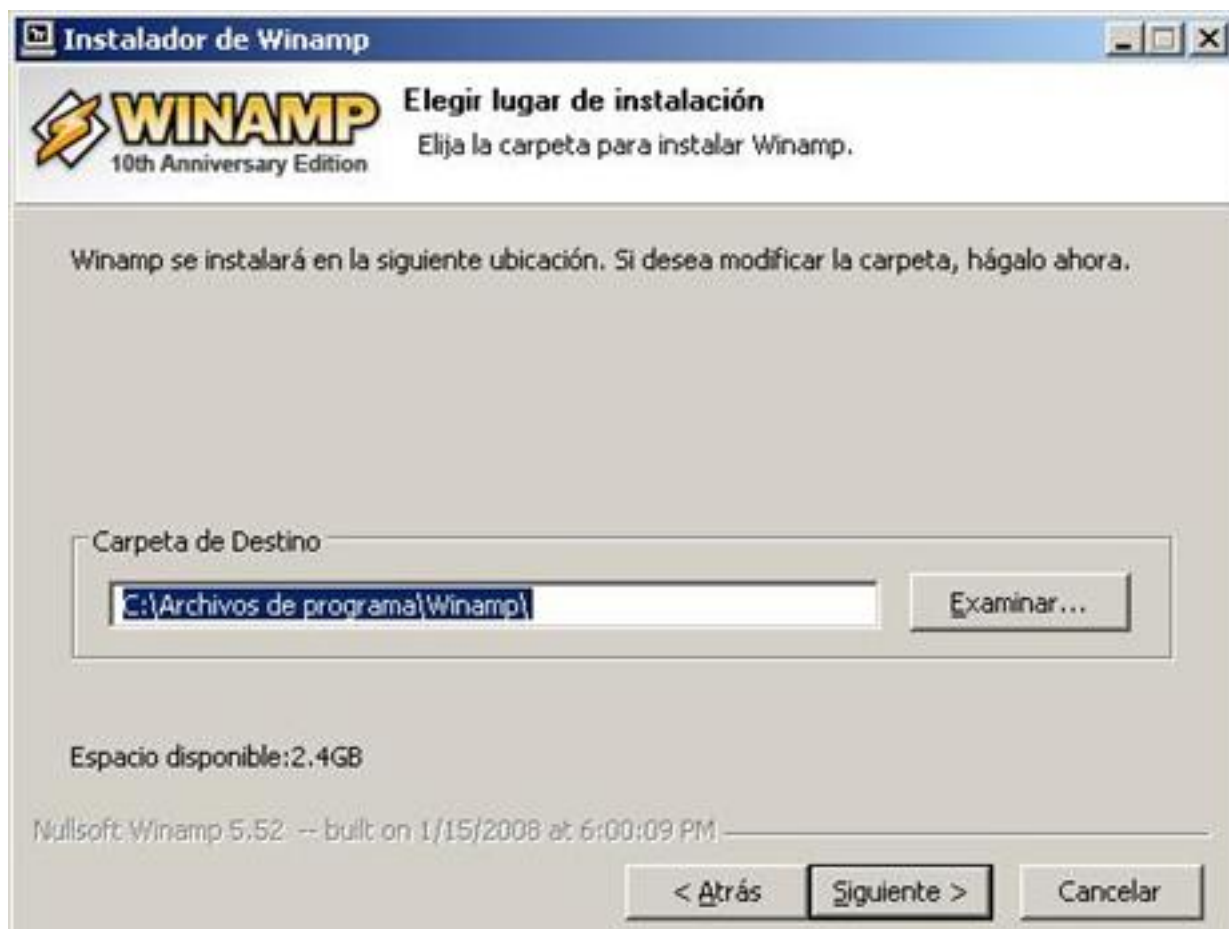 Instalador de Winamp
WINAMP
10th Anniversary Edition
Elegir lugar de instalación
Elija la carpeta para instalar Winamp.
Winamp se instalará en la siguiente ubicación. Si desea modificar la carpeta, hágalo ahora.
Carpeta de Destino
C:\Archivos de programa\Winamp\
Examinar...
Espacio disponible:2.4GB
Nullsoft Winamp 5.52 -- built on 1/15/2008 at 6:00:09 PM
< Atrás
Siguiente >
Cancelar